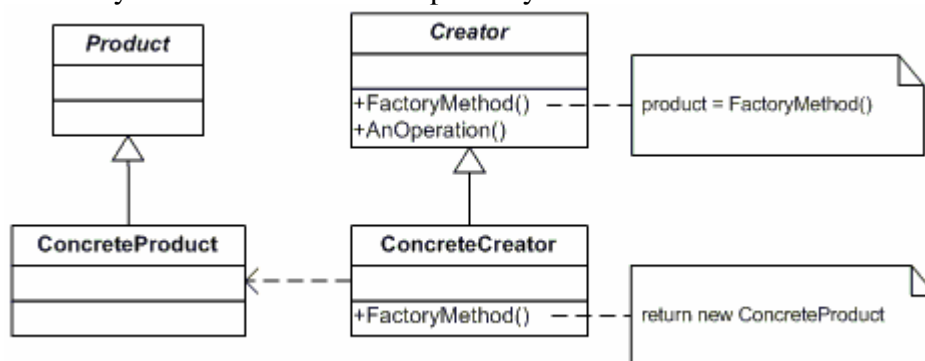 Product
Creator
+FactoryMethod()
+AnOperation()
product = FactoryMethod()
ConcreteProduct
ConcreteCreator
+FactoryMethod()
return new ConcreteProduct